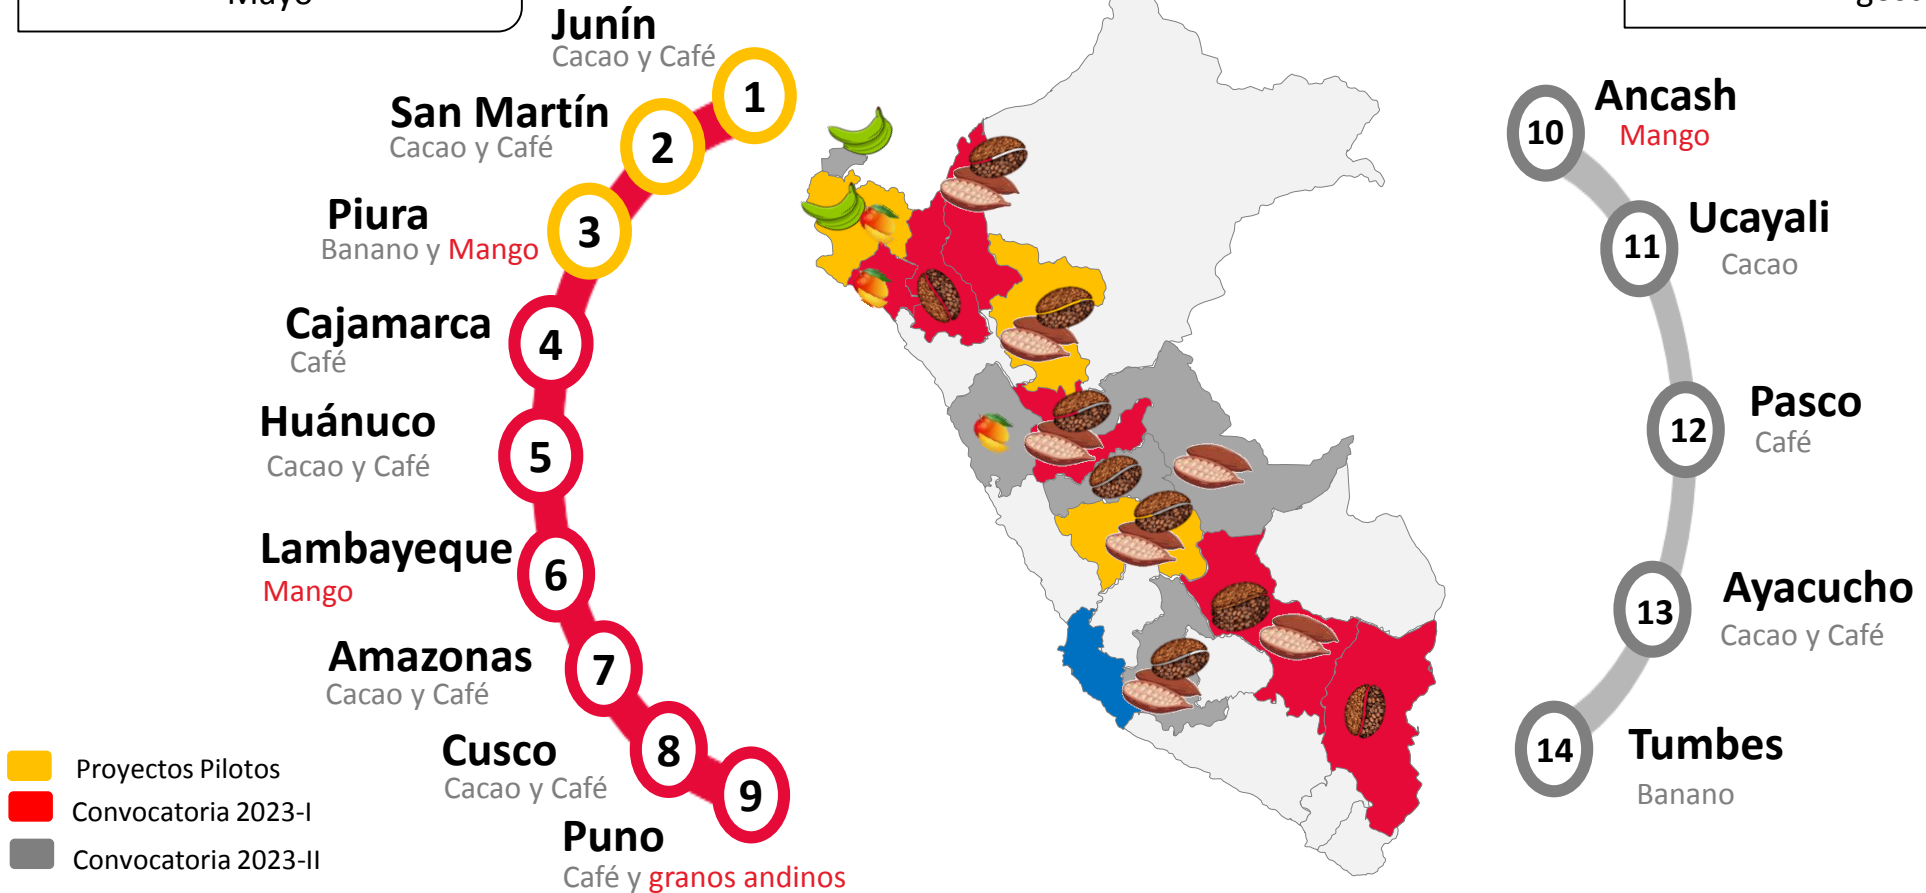 Mayo
Junín
Cacao y Café
1
San Martín
Cacao y Café
2
Piura
Banano y Mango
3
Cajamarca
Café
4
Huánuco
Cacao y Café
5
Lambayeque
Mango
6
Amazonas
Cacao y Café
7
Cusco
Cacao y Café
8
Puno
Café y granos andinos
9
Proyectos Pilotos
Convocatoria 2023-I
Convocatoria 2023-II
10
Ancash
Mango
11
Ucayali
Cacao
12
Pasco
Café
13
Ayacucho
Cacao y Café
14
Tumbes
Banano